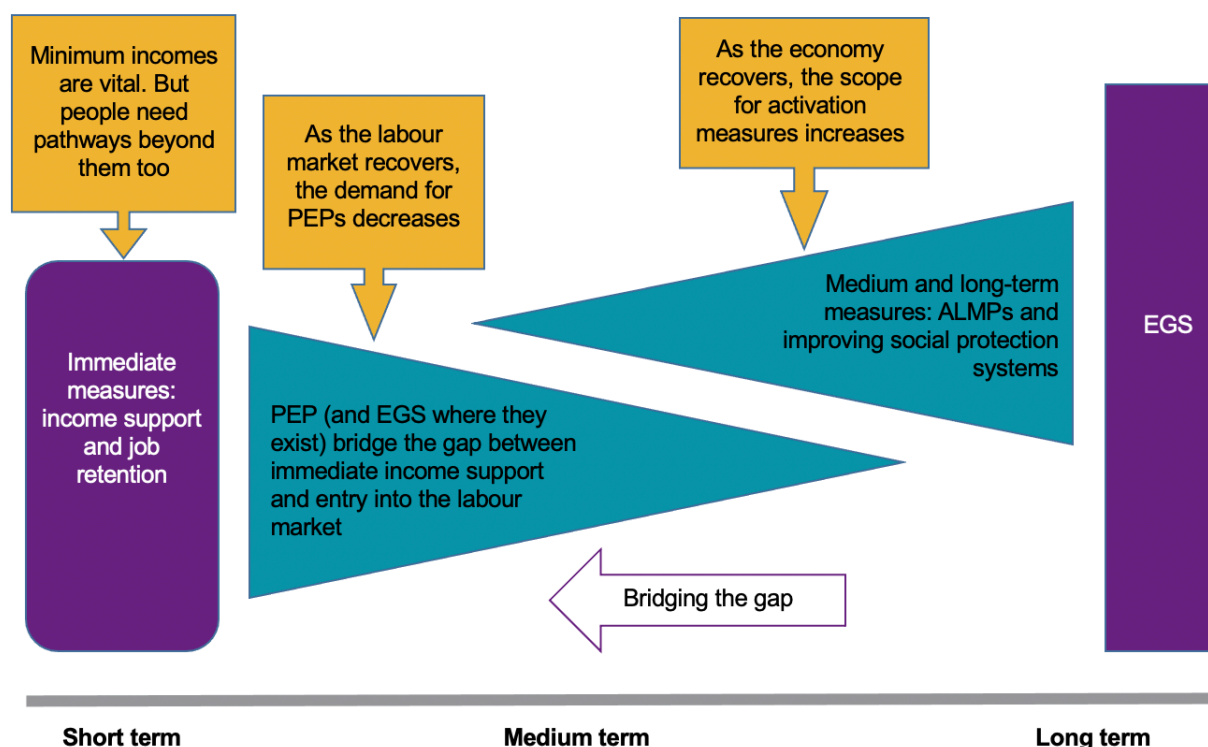 Minimum incomes
are vital. But
people need
pathways beyond
them too
As the labour
market recovers,
the demand for
PEPs decreases
As the economy
recovers, the scope
for activation
measures increases
Immediate
measures:
income support
and job
retention
PEP (and EGS where they
exist) bridge the gap between
immediate income support
and entry into the labour
market
Medium and long-term
measures: ALMPs and
improving social protection
systems
EGS
Bridging the gap
Short term
Medium term
Long term